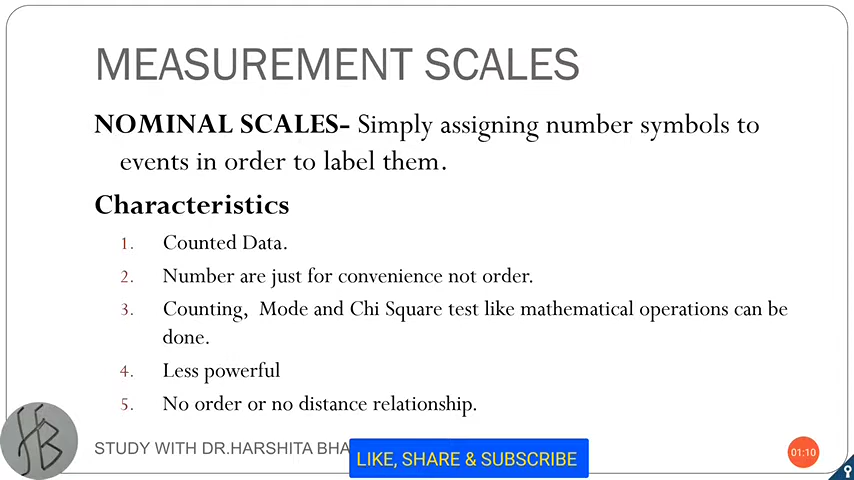 MEASUREMENT SCALES
NOMINAL SCALES- Simply assigning number symbols to
events in order to label them.
Characteristics
1. Counted Data.
2. Number are just for convenience not order.
3. Counting, Mode and Chi Square test like mathematical operations can be
done.
4. Less powerful
5. No order or no distance relationship.
HB
STUDY WITH DR.HARSHITA
LIKE, SHARE & SUBSCRIBE
01:10